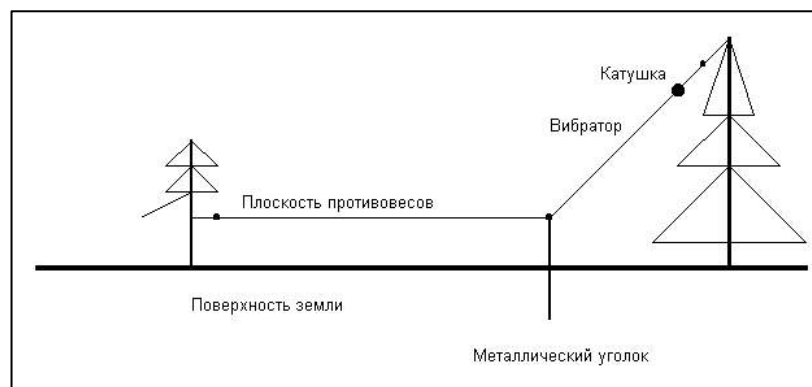 Катушка
Вибратор
Плоскость противовесов
Поверхность земли
Металлический уголок